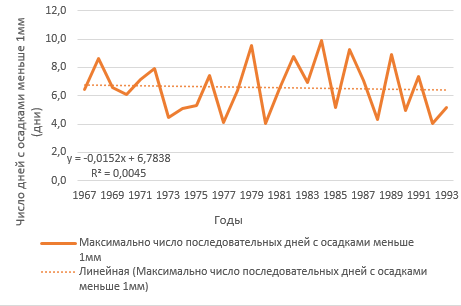 Число дней с осадками меньше 1мм
(дни)
12,0
10,0
8,0
6,0
4,0
2,0
0,0
y = -0,0152x + 6,7838
R² = 0,0045
1967 1969 1971 1973 1975 1977 1979 1981 1983 1985 1987 1989 1991 1993
Годы
Максимально число последовательных дней с осадками меньше
1мм
Линейная (Максимально число последовательных дней с осадками
меньше 1мм)